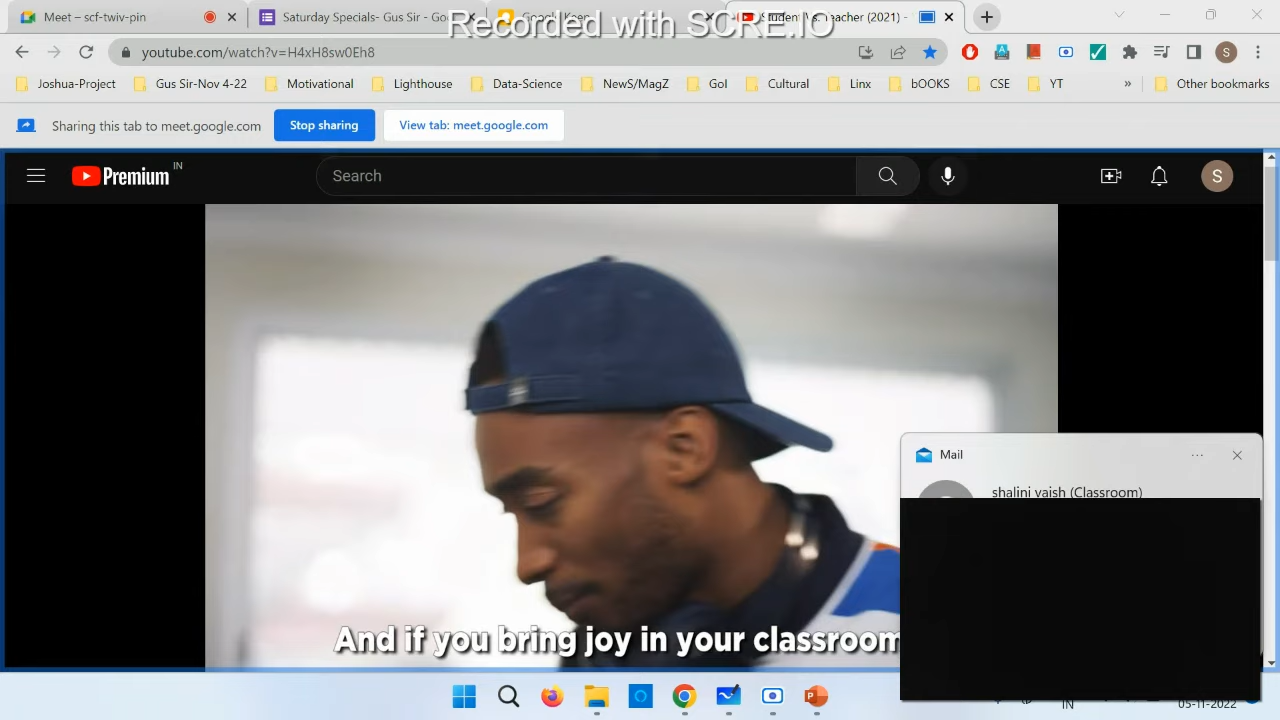 Meet – scf-twiv-pin
Saturday Specials- Gus Sir - Go
Google Keep
Student Vs. Teacher (2021) -
Recorded with SCRE.IO
youtube.com/watch?v=H4xH8sw0Eh8
S
Joshua-Project
Gus Sir-Nov 4-22
Motivational
Lighthouse
Data-Science
NewS/MagZ
GoI
Cultural
Linx
bOOKS
CSE
YT
»
Other bookmarks
Sharing this tab to meet.google.com
Stop sharing
View tab: meet.google.com
Premium
IN
Search
S
Mail
shalini vaish (Classroom)
And if you bring joy in your classroom
IN
05-11-2022